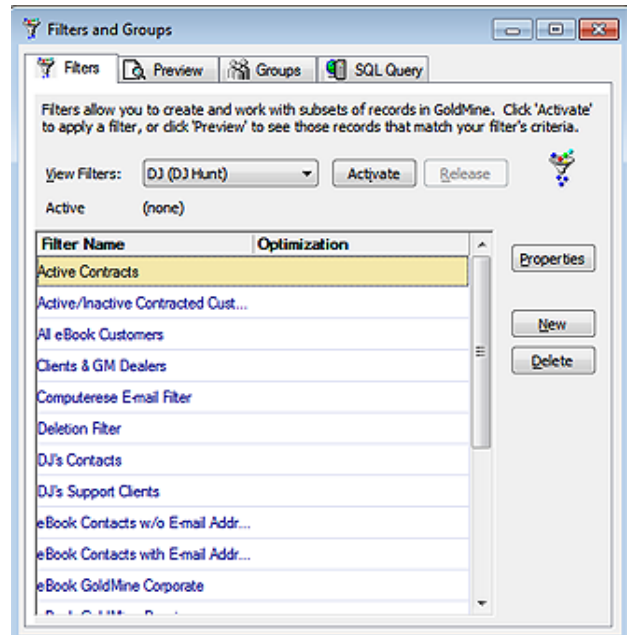 Filters and Groups
Filters Preview Groups SQL Query
Filters allow you to create and work with subsets of records in GoldMine. Click 'Activate'
to apply a filter, or click 'Preview' to see those records that match your filter's criteria.
View Filters: DJ (DJ Hunt) Activate Release
Active (none)
Filter Name Optimization
Active Contracts
Properties
Active/Inactive Contracted Cust...
All eBook Customers
New
Clients & GM Dealers
Delete
Computerese E-mail Filter
Deletion Filter
DJ's Contacts
DJ's Support Clients
eBook Contacts w/o E-mail Addr...
eBook Contacts with E-mail Addr...
eBook GoldMine Corporate